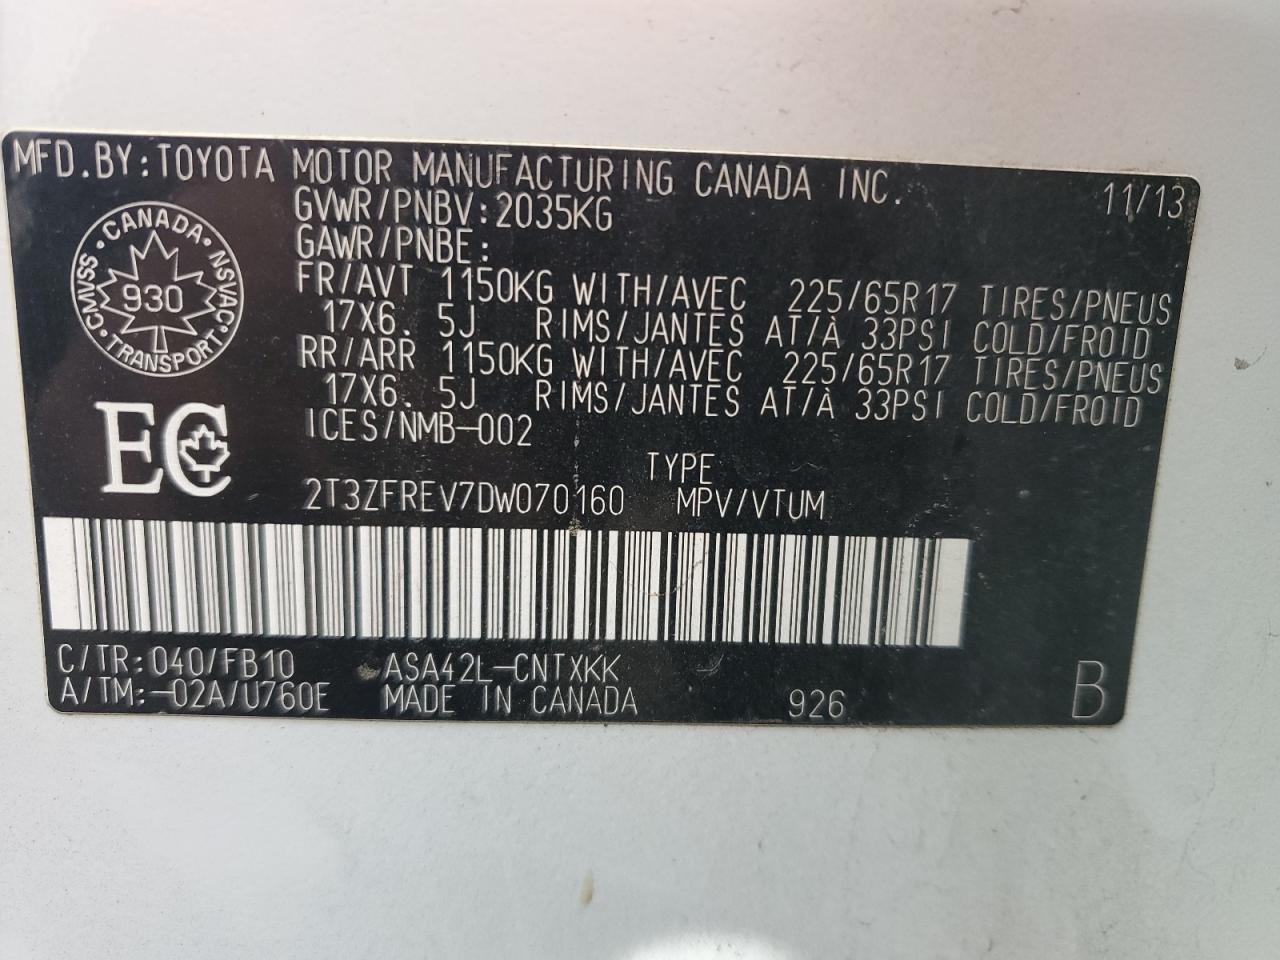 MFD.BY:TOYOTA MOTOR MANUFACTURING CANADA INC. 11/13
GVWR/PNBV:2035KG
GAWR/PNBE:
FR/AVT 1150KG WITH/AVEC 225/65R17 TIRES/PNEUS
17X6. 5J RIMS/JANTES AT/À 33PSI COLD/FROID
RR/ARR 1150KG WITH/AVEC 225/65R17 TIRES/PNEUS
17X6. 5J RIMS/JANTES AT/À 33PSI COLD/FROID
ICES/NMB-002
CANADA • NSVAC • TRANSPORT • CMVSS •
930
EC
TYPE
2T3ZFREV7DW070160 MPV/VTUM
C/TR:040/FB10 ASA42L-CNTXKK
A/TM:-02A/U760E MADE IN CANADA 926 B